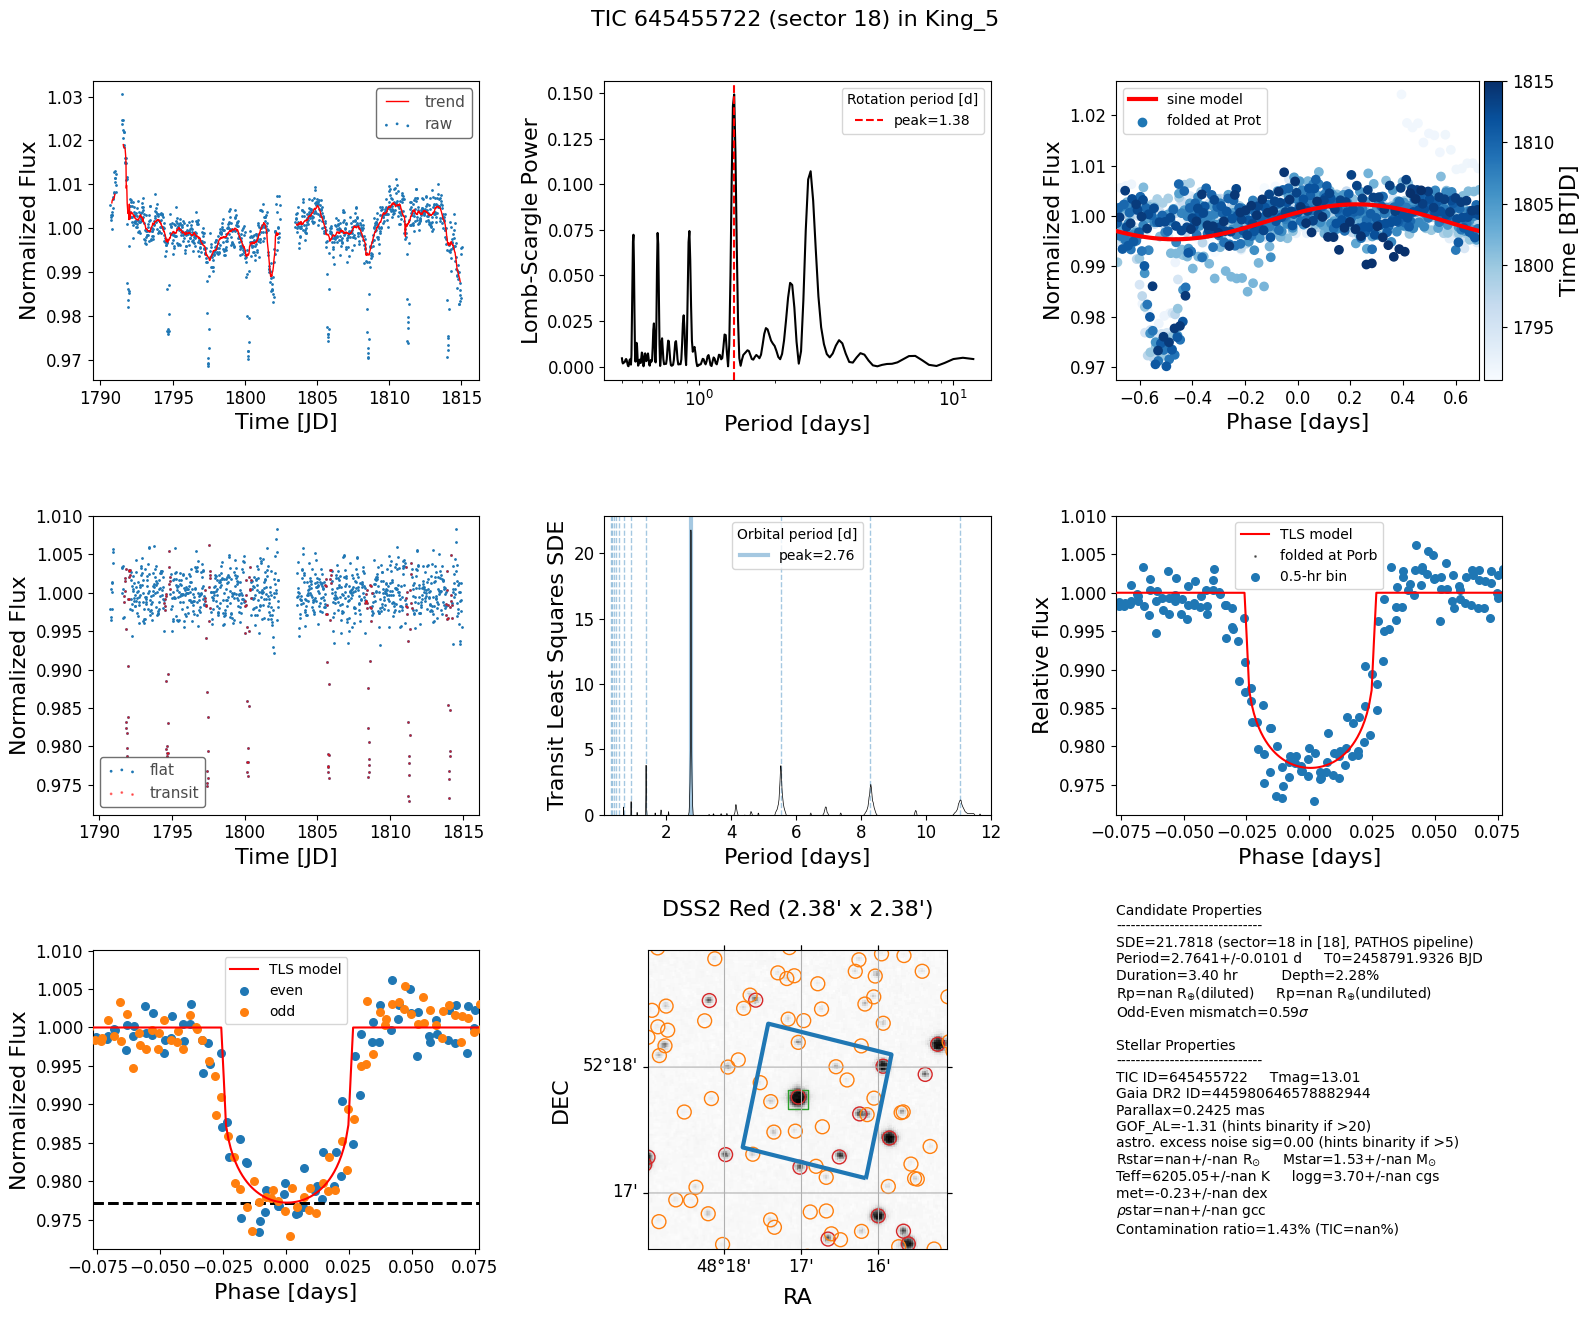 TIC 645455722 (sector 18) in King_5
trend
raw
1.03
1.02
1.01
1.00
0.99
0.98
0.97
1790
1795
1800
1805
1810
1815
Normalized Flux
Time [JD]
Rotation period [d]
peak=1.38
0.150
0.125
0.100
0.075
0.050
0.025
0.000
10⁰
10¹
Lomb-Scargle Power
Period [days]
sine model
folded at Prot
1.02
1.01
1.00
0.99
0.98
0.97
−0.6
−0.4
−0.2
0.0
0.2
0.4
0.6
Normalized Flux
Phase [days]
1815
1810
1805
1800
1795
Time [BTJD]
1.010
1.005
1.000
0.995
0.990
0.985
0.980
0.975
flat
transit
1790
1795
1800
1805
1810
1815
Normalized Flux
Time [JD]
Orbital period [d]
peak=2.76
20
15
10
5
0
2
4
6
8
10
12
Transit Least Squares SDE
Period [days]
TLS model
folded at Porb
0.5-hr bin
1.010
1.005
1.000
0.995
0.990
0.985
0.980
0.975
−0.075
−0.050
−0.025
0.000
0.025
0.050
0.075
Relative flux
Phase [days]
TLS model
even
odd
1.010
1.005
1.000
0.995
0.990
0.985
0.980
0.975
−0.075
−0.050
−0.025
0.000
0.025
0.050
0.075
Normalized Flux
Phase [days]
DSS2 Red (2.38' x 2.38')
52°18'
17'
48°18'
17'
16'
DEC
RA
Candidate Properties
------------------------------
SDE=21.7818 (sector=18 in [18], PATHOS pipeline)
Period=2.7641+/-0.0101 d T0=2458791.9326 BJD
Duration=3.40 hr Depth=2.28%
Rp=nan R⊕(diluted) Rp=nan R⊕(undiluted)
Odd-Even mismatch=0.59σ
Stellar Properties
------------------------------
TIC ID=645455722 Tmag=13.01
Gaia DR2 ID=445980646578882944
Parallax=0.2425 mas
GOF_AL=-1.31 (hints binarity if >20)
astro. excess noise sig=0.00 (hints binarity if >5)
Rstar=nan+/-nan R⊙ Mstar=1.53+/-nan M⊙
Teff=6205.05+/-nan K logg=3.70+/-nan cgs
met=-0.23+/-nan dex
ρstar=nan+/-nan gcc
Contamination ratio=1.43% (TIC=nan%)